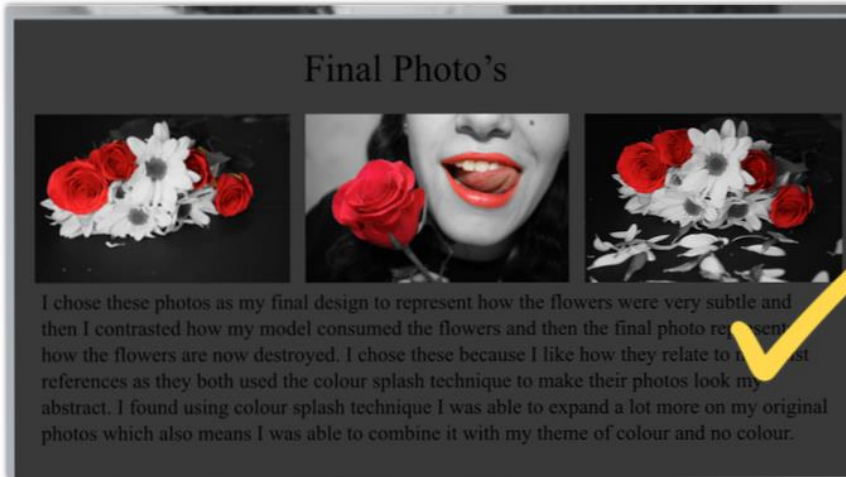 Final Photo's
I chose these photos as my final design to represent how the flowers were very subtle and
then I contrasted how my model consumed the flowers and then the final photo represents
how the flowers are now destroyed. I chose these because I like how they relate to
references as they both used the colour splash technique to make their photos look my
abstract. I found using colour splash technique I was able to expand a lot more on my original
photos which also means I was able to combine it with my theme of colour and no colour.